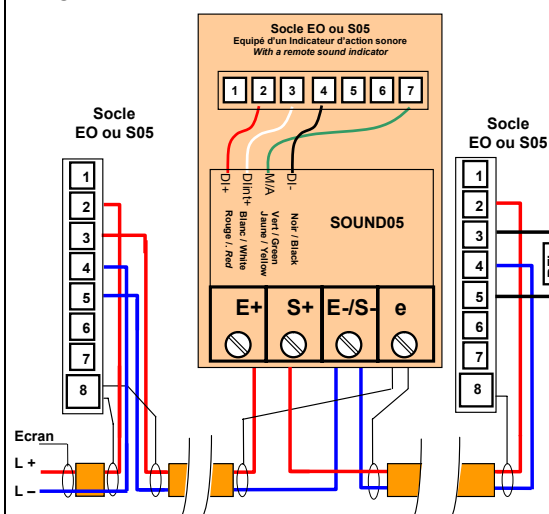 Socle EO ou S05
Equipé d'un Indicateur d'action sonore
With a remote sound indicator
1 2 3 4 5 6 7
DI+
DIint+
M/A
DI-
Rouge /. Red
Blanc / White
Jaune / Yellow
Vert / Green
Noir / Black
SOUND05
E+ S+ E-/S- e
Socle
EO ou S05
1
2
3
4
5
6
7
8
Ecran
L +
L –
Socle
EO ou S05
1
2
3
4
5
6
7
8